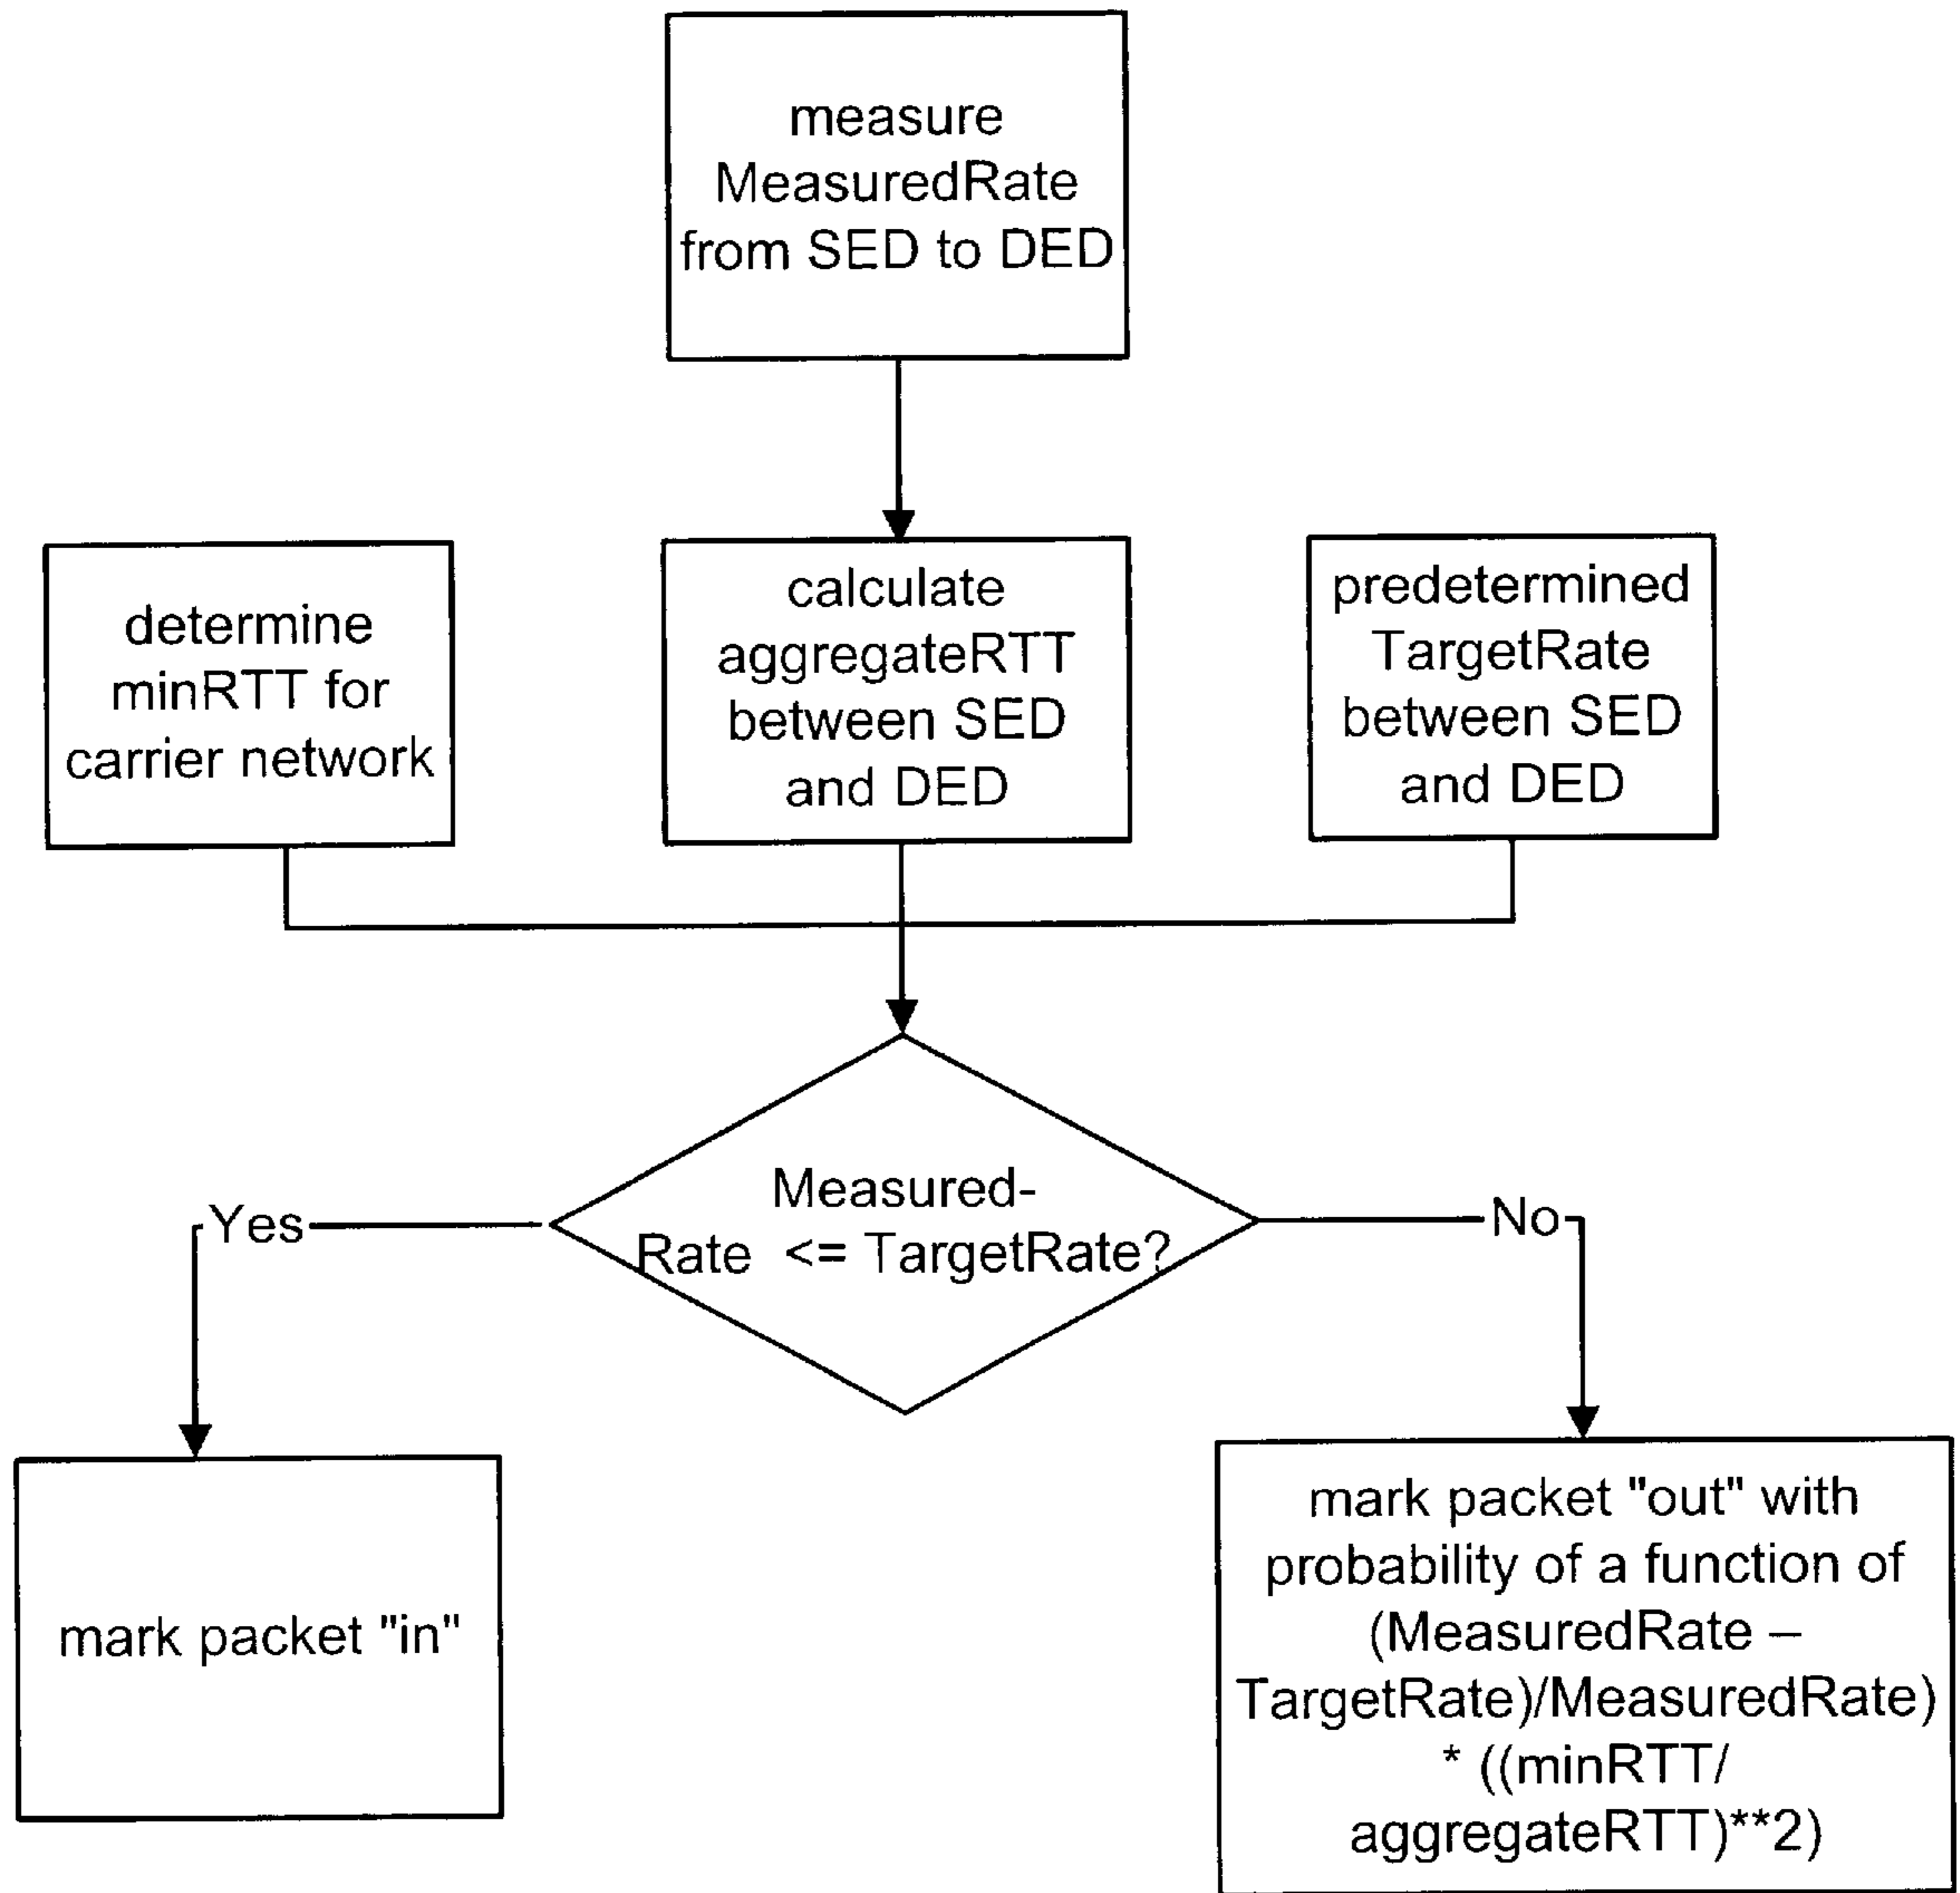 measure
MeasuredRate
from SED to DED
determine
minRTT for
carrier network
calculate
aggregateRTT
between SED
and DED
predetermined
TargetRate
between SED
and DED
Measured-
Rate <= TargetRate?
Yes
No
mark packet "in"
mark packet "out" with
probability of a function of
(MeasuredRate –
TargetRate)/MeasuredRate)
* ((minRTT/
aggregateRTT)**2)